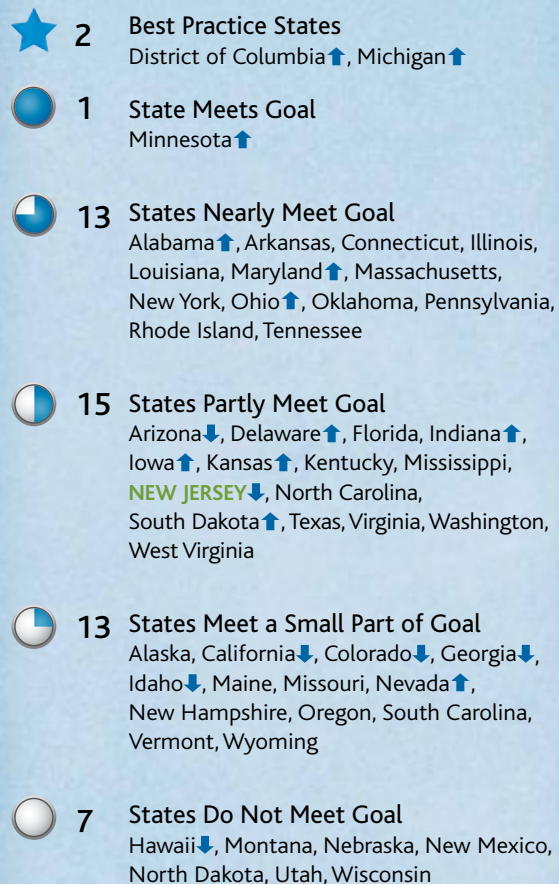 2 Best Practice States
District of Columbia⬆, Michigan⬆
1 State Meets Goal
Minnesota⬆
13 States Nearly Meet Goal
Alabama⬆, Arkansas, Connecticut, Illinois,
Louisiana, Maryland⬆, Massachusetts,
New York, Ohio⬆, Oklahoma, Pennsylvania,
Rhode Island, Tennessee
15 States Partly Meet Goal
Arizona⬇, Delaware⬆, Florida, Indiana⬆,
Iowa⬆, Kansas⬆, Kentucky, Mississippi,
NEW JERSEY⬇, North Carolina,
South Dakota⬆, Texas, Virginia, Washington,
West Virginia
13 States Meet a Small Part of Goal
Alaska, California⬇, Colorado⬇, Georgia⬇,
Idaho⬇, Maine, Missouri, Nevada⬆,
New Hampshire, Oregon, South Carolina,
Vermont, Wyoming
7 States Do Not Meet Goal
Hawaii⬇, Montana, Nebraska, New Mexico,
North Dakota, Utah, Wisconsin